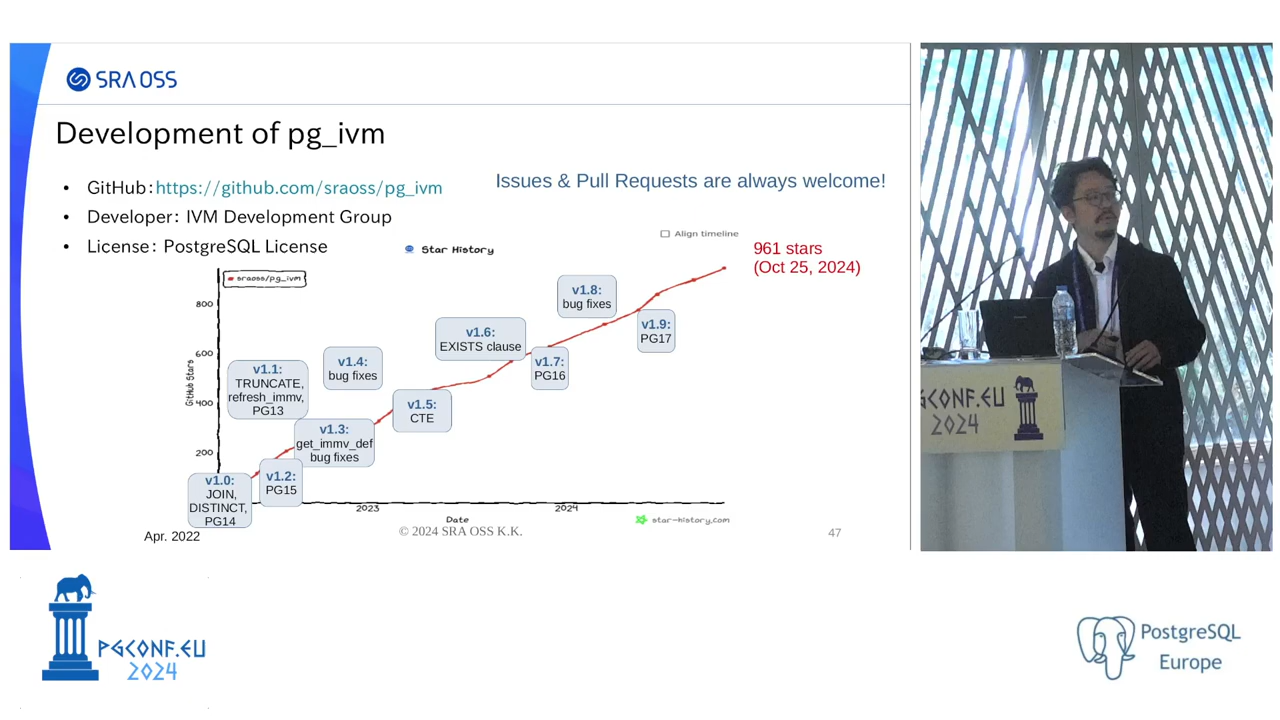 SRA OSS
Development of pg_ivm
• GitHub: https://github.com/sraoss/pg_ivm
• Developer: IVM Development Group
• License: PostgreSQL License
Issues & Pull Requests are always welcome!
Align timeline
Star History
961 stars
(Oct 25, 2024)
sraoss/pg_ivm
GitHub Stars
800
600
400
200
v1.0:
JOIN,
DISTINCT,
PG14
v1.1:
TRUNCATE,
refresh_immv,
PG13
v1.2:
PG15
v1.3:
get_immv_def
bug fixes
v1.4:
bug fixes
v1.5:
CTE
v1.6:
EXISTS clause
v1.7:
PG16
v1.8:
bug fixes
v1.9:
PG17
2023
2024
Date
star-history.com
Apr. 2022
© 2024 SRA OSS K.K.
47
GCONF.EU
2024
PGCONF.EU
2024
PostgreSQL
Europe